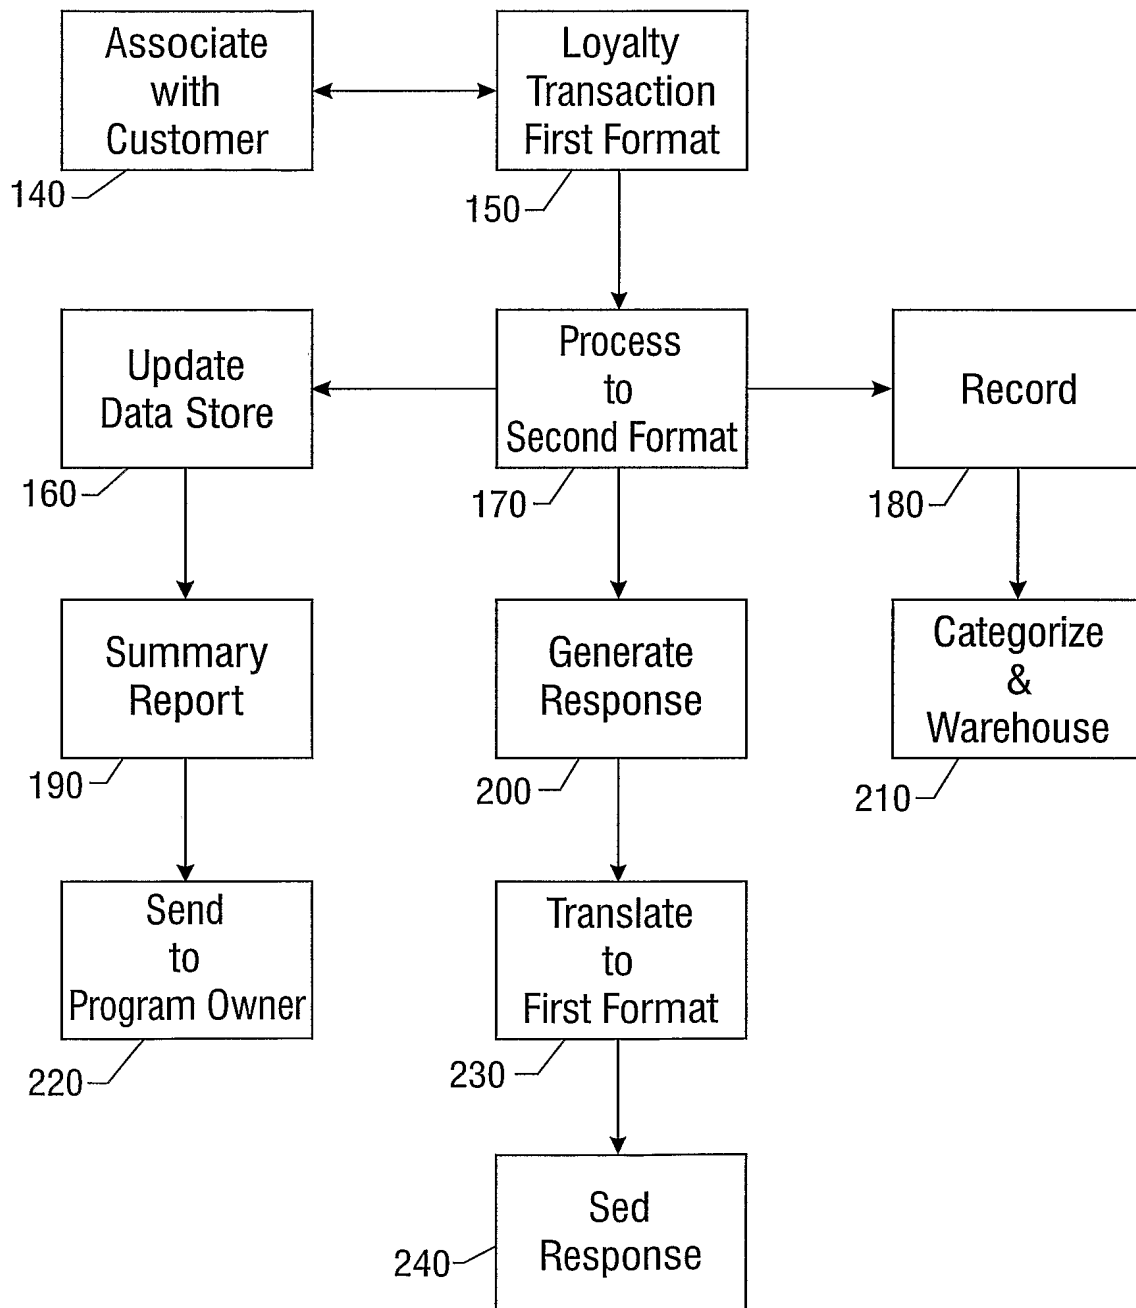 Associate
with
Customer
140
Loyalty
Transaction
First Format
150
Update
Data Store
160
Process
to
Second Format
170
Record
180
Summary
Report
190
Generate
Response
200
Categorize
&
Warehouse
210
Send
to
Program Owner
220
Translate
to
First Format
230
Sed
Response
240